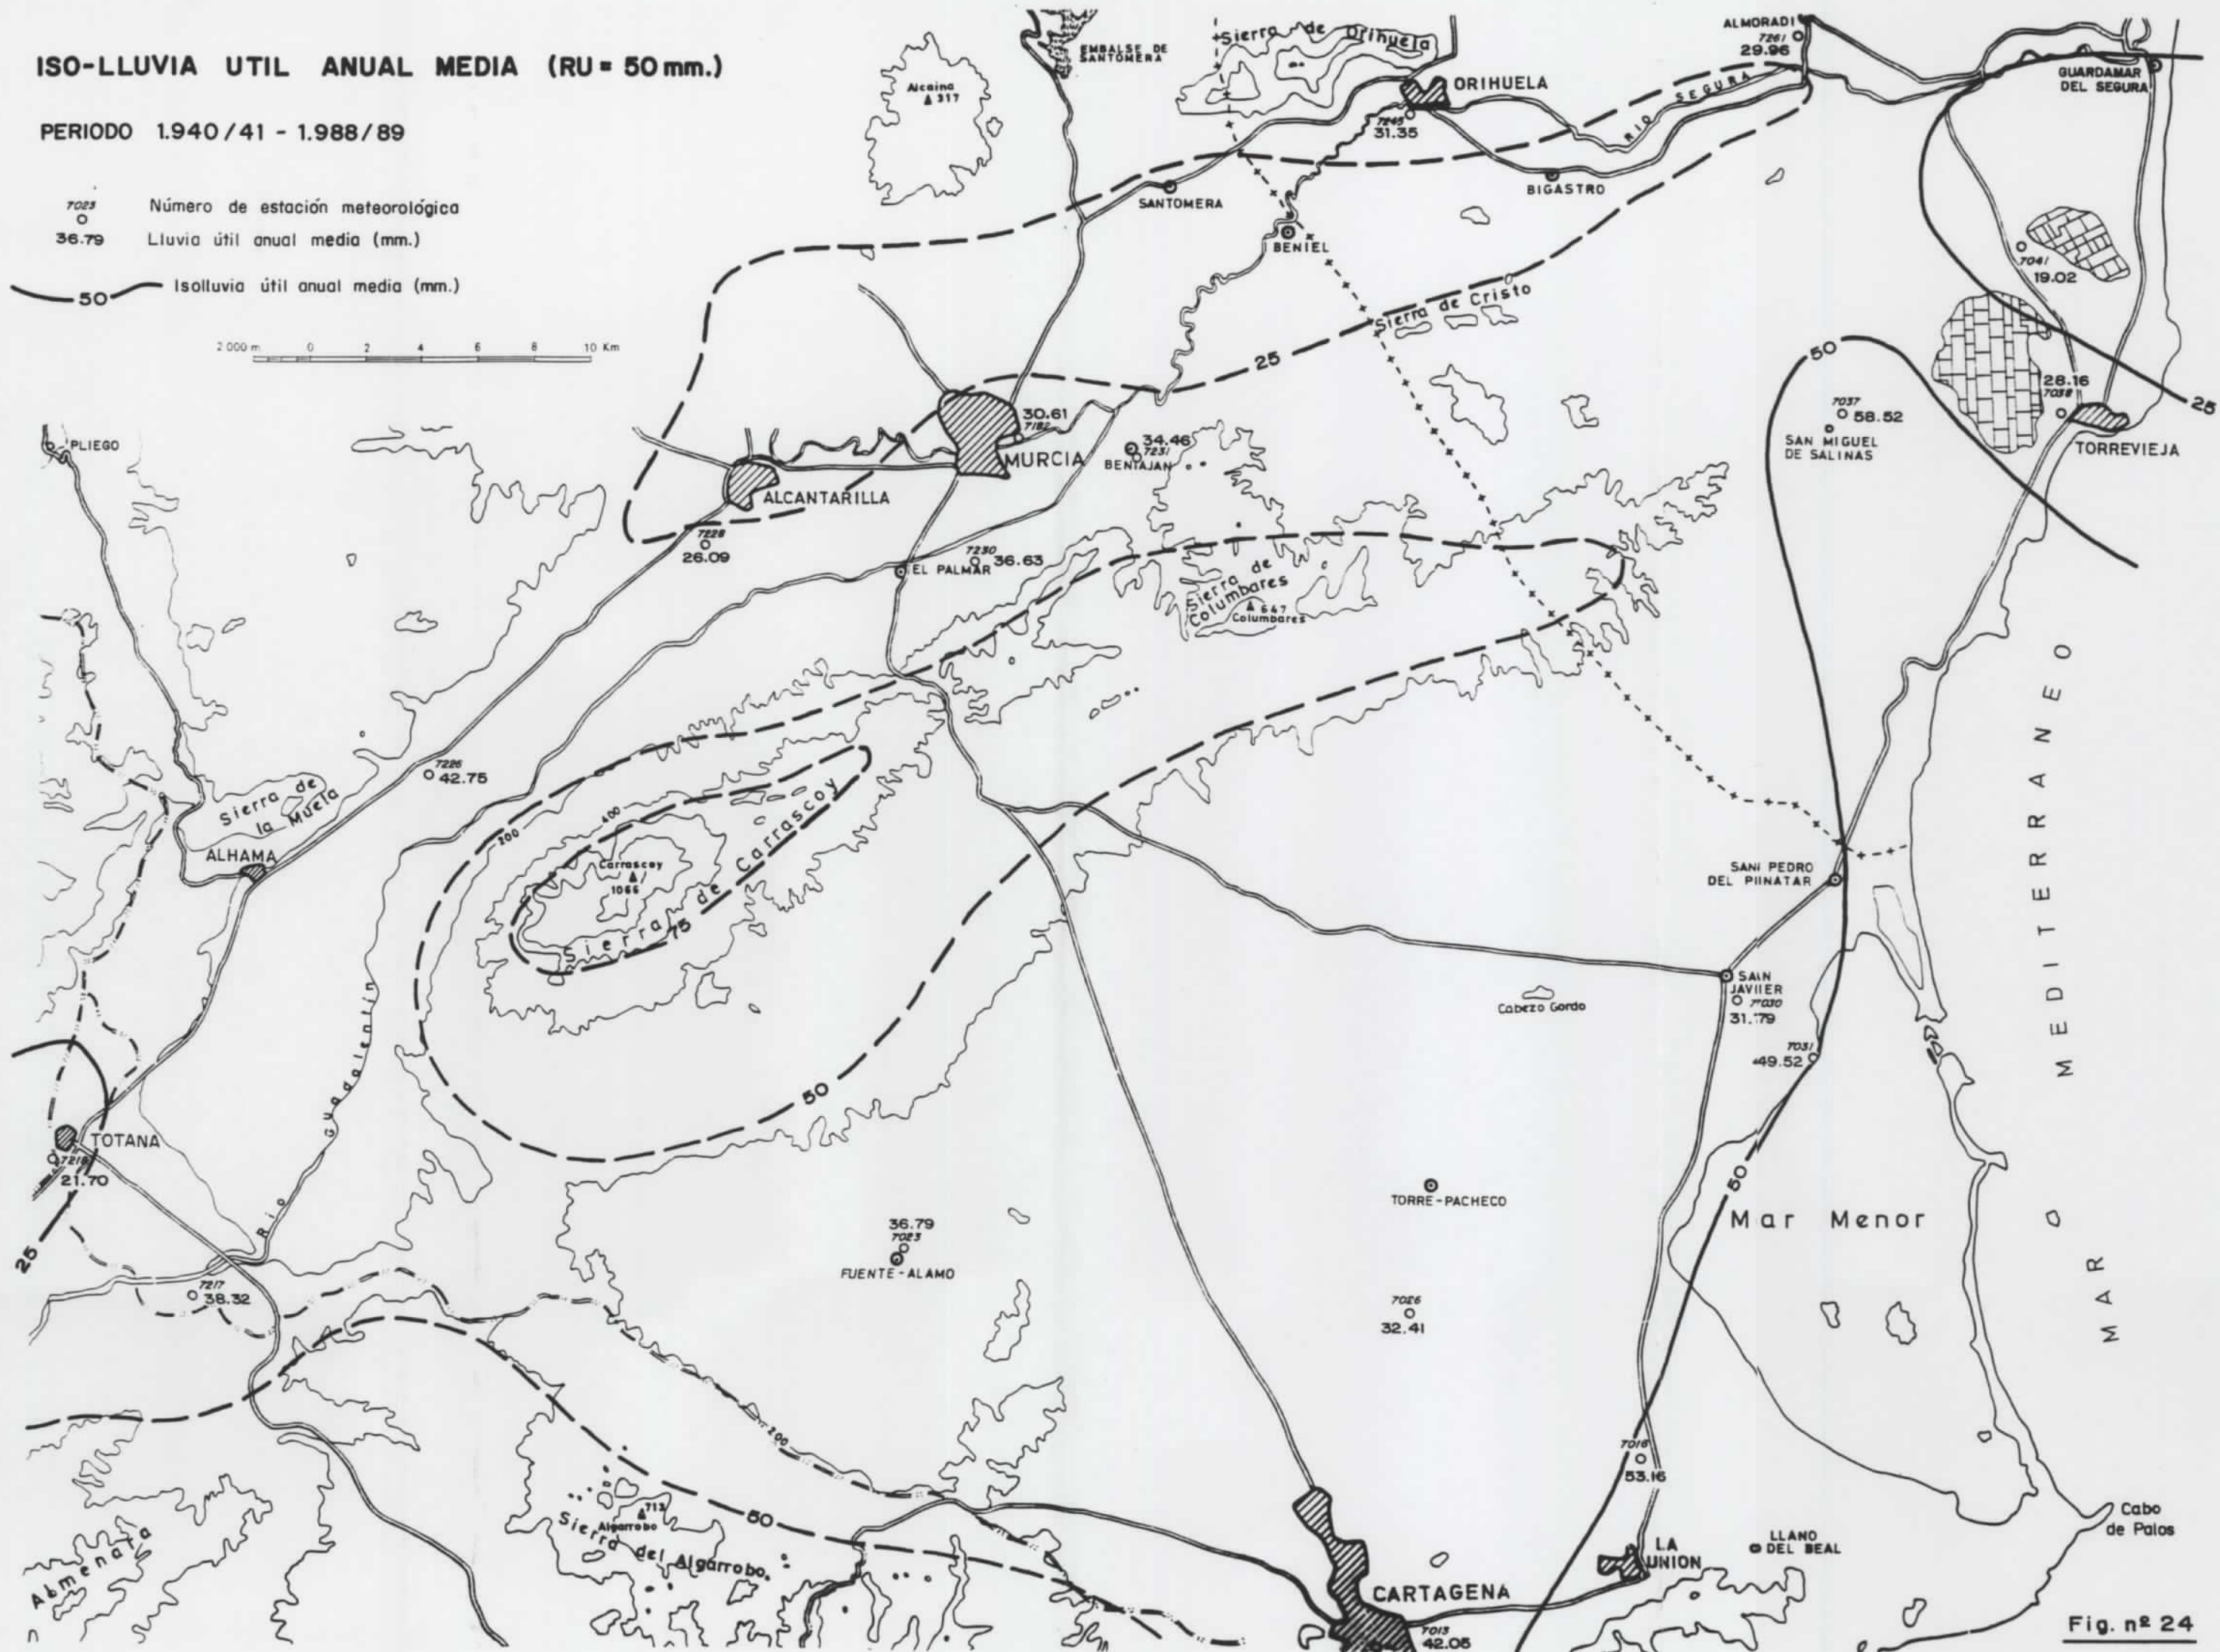 ISO-LLUVIA UTIL ANUAL MEDIA (RU = 50 mm.)
PERIODO 1.940/41 - 1.988/89
7023
36.79
Número de estación meteorológica
Lluvia útil anual media (mm.)
50
Isolluvia útil anual media (mm.)
2 000 m 0 2 4 6 8 10 Km
Alcaina
317
EMBALSE DE
SANTOMERA
Sierra de Orihuela
ORIHUELA
7245
31.35
RIO SEGURA
ALMORADI
7261
29.96
GUARDAMAR
DEL SEGURA
SANTOMERA
BIGASTRO
BENIEL
7041
19.02
Sierra de Cristo
25
50
25
28.16
7038
7037
58.52
SAN MIGUEL
DE SALINAS
TORREVIEJA
30.61
7182
MURCIA
34.46
7231
BENIAJAN
PLIEGO
ALCANTARILLA
7228
26.09
7230
36.63
EL PALMAR
Sierra de
Columbares
647
Columbares
7226
42.75
Sierra de
la Muela
ALHAMA
200
400
Carrascoy
1066
Sierra de Carrascoy
75
SANI PEDRO
DEL PIINATAR
SAIN
JAVIIER
77030
31.79
Cabezo Gordo
7031
49.52
Rio Guadalentin
50
TOTANA
7218
21.70
25
TORRE-PACHECO
50
Mar Menor
MAR MEDITERRANEO
36.79
7023
FUENTE-ALAMO
7217
38.32
7026
32.41
200
7016
53.16
713
Algarrobo
Sierra del Algarrobo
50
Almenara
LA
UNION
LLANO
DEL BEAL
Cabo
de Palos
CARTAGENA
7013
42.05
Fig. nº 24